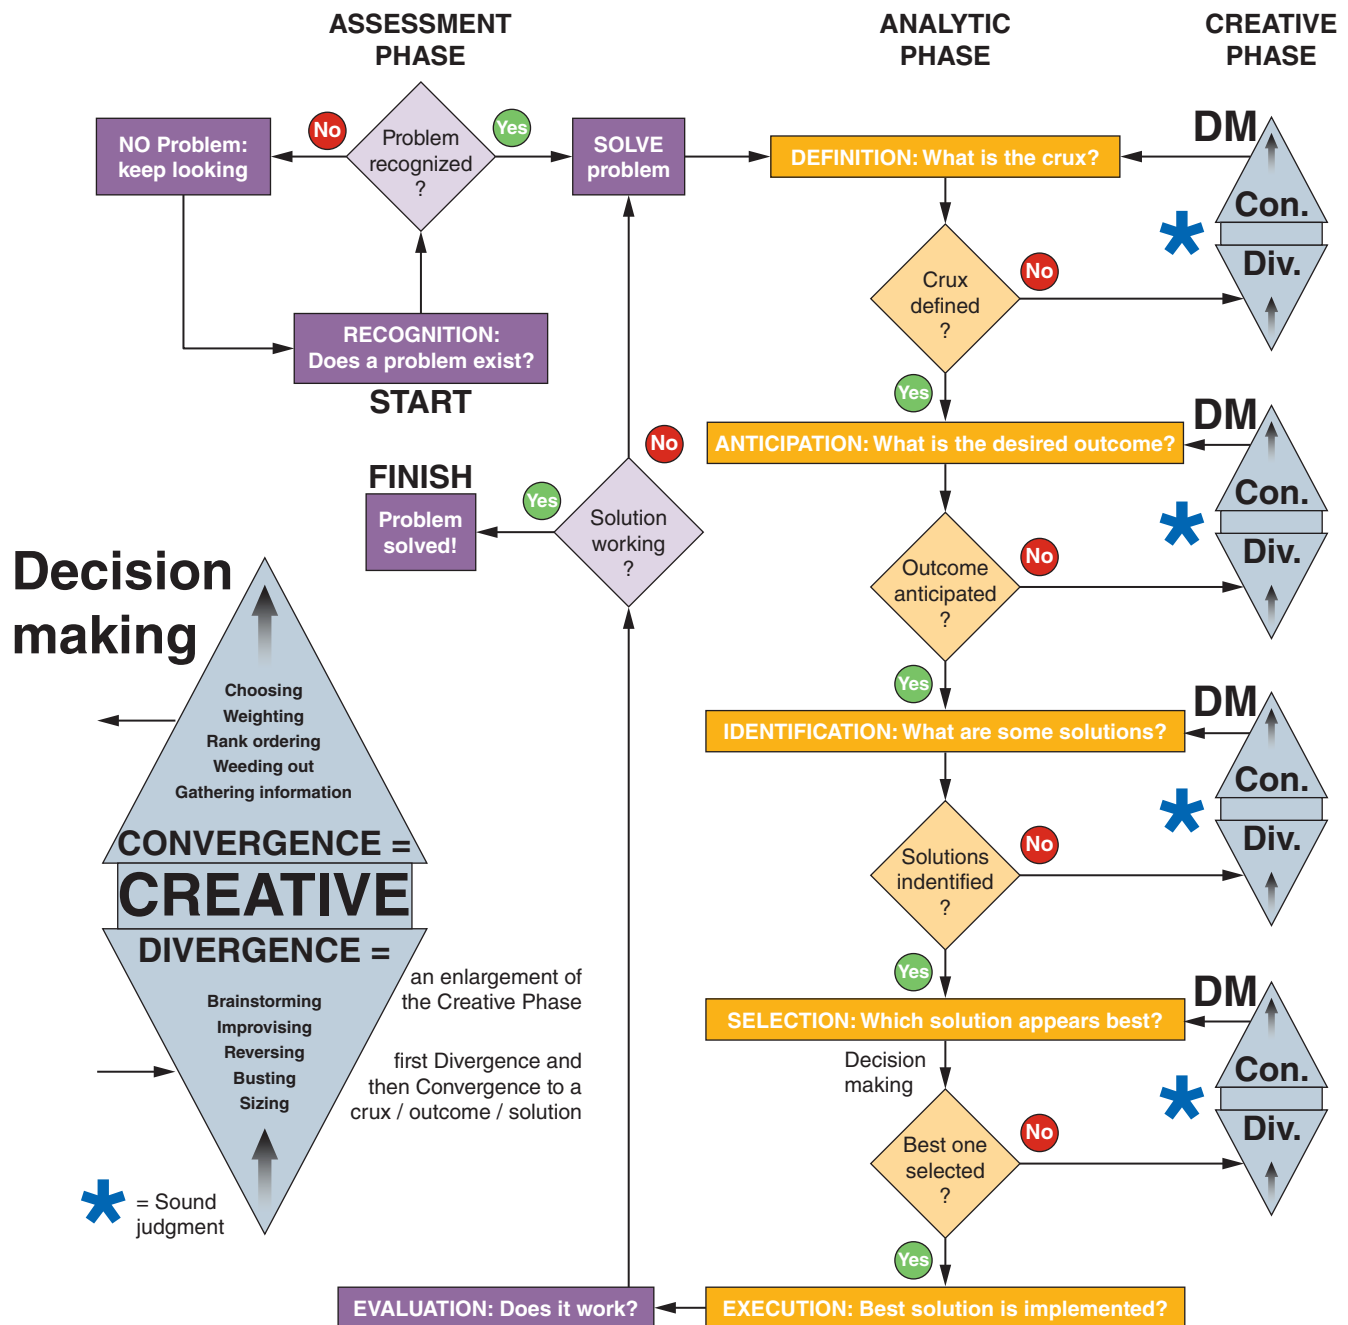 ASSESSMENT
PHASE
ANALYTIC
PHASE
CREATIVE
PHASE
NO Problem:
keep looking
No
Problem
recognized
?
Yes
SOLVE
problem
RECOGNITION:
Does a problem exist?
START
DEFINITION: What is the crux?
DM
Con.
Div.
*
Crux
defined
?
No
Yes
ANTICIPATION: What is the desired outcome?
DM
Con.
Div.
*
Outcome
anticipated
?
No
Yes
IDENTIFICATION: What are some solutions?
DM
Con.
Div.
*
Solutions
indentified
?
No
Yes
SELECTION: Which solution appears best?
DM
Con.
Div.
*
Decision
making
Best one
selected
?
No
Yes
EXECUTION: Best solution is implemented?
EVALUATION: Does it work?
Solution
working
?
No
Yes
FINISH
Problem
solved!
Decision
making
Choosing
Weighting
Rank ordering
Weeding out
Gathering information
CONVERGENCE =
CREATIVE
DIVERGENCE =
Brainstorming
Improvising
Reversing
Busting
Sizing
an enlargement of
the Creative Phase
first Divergence and
then Convergence to a
crux / outcome / solution
* = Sound
judgment